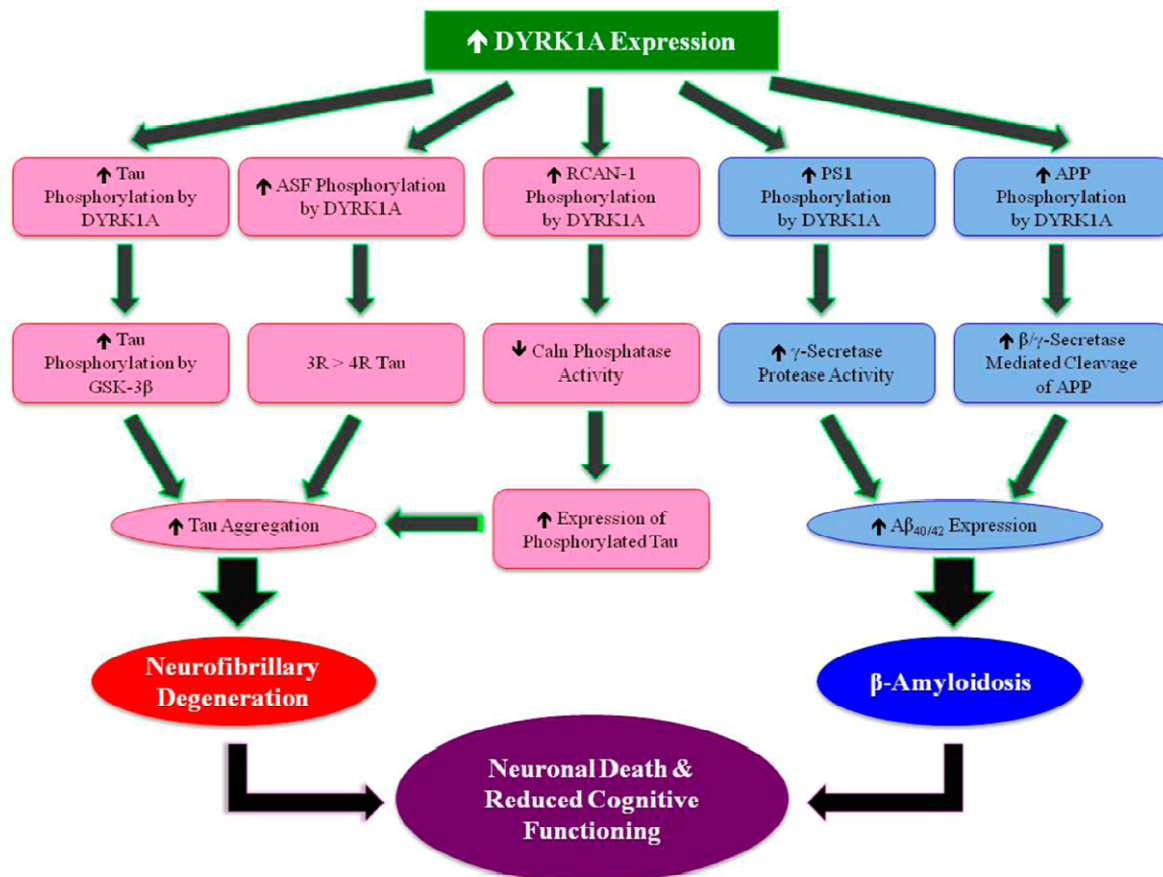 ↑ DYRK1A Expression
↑ Tau
Phosphorylation by
DYRK1A
↑ ASF Phosphorylation
by DYRK1A
↑ RCAN-1
Phosphorylation
by DYRK1A
↑ PS1
Phosphorylation
by DYRK1A
↑ APP
Phosphorylation
by DYRK1A
↑ Tau
Phosphorylation by
GSK-3β
3R > 4R Tau
↓ Caln Phosphatase
Activity
↑ γ-Secretase
Protease Activity
↑ β/γ-Secretase
Mediated Cleavage
of APP
↑ Tau Aggregation
↑ Expression of
Phosphorylated Tau
↑ Aβ40/42 Expression
Neurofibrillary
Degeneration
β-Amyloidosis
Neuronal Death &
Reduced Cognitive
Functioning